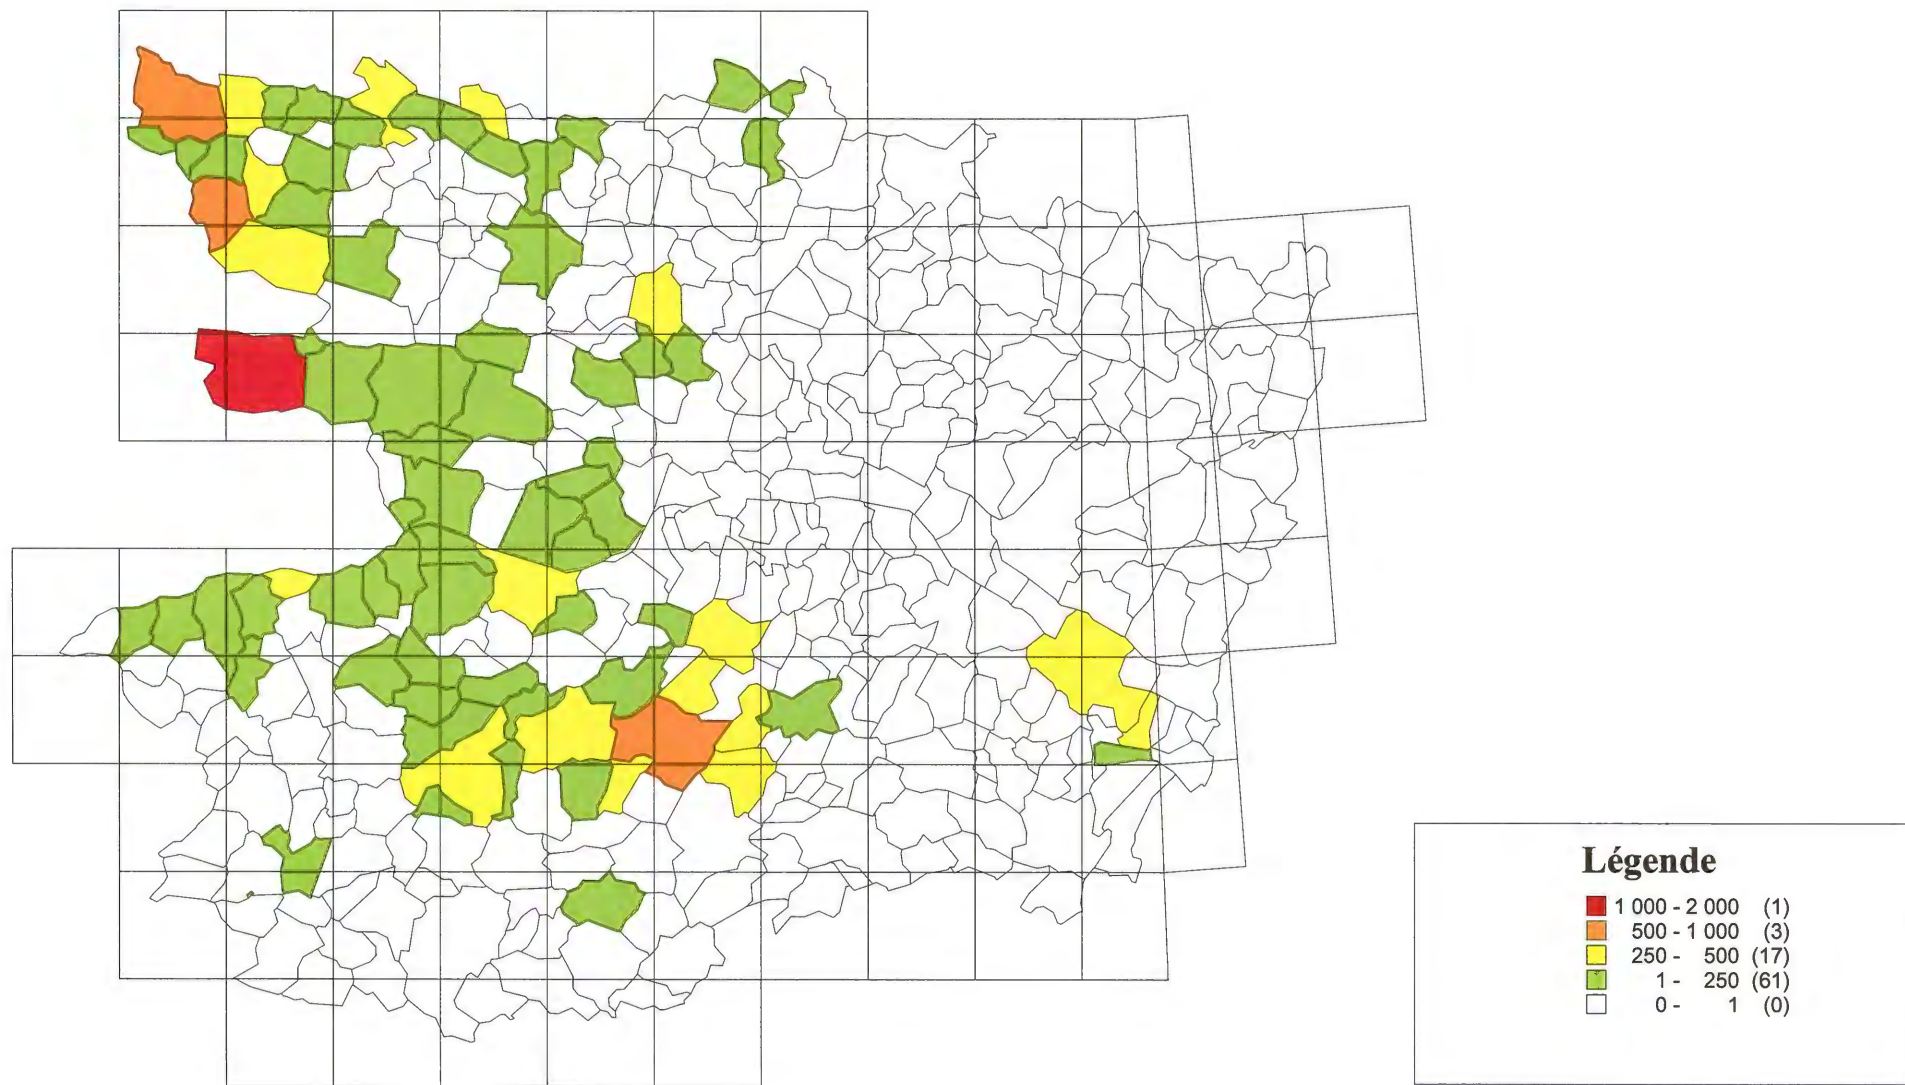 Légende
1 000 - 2 000 (1)
500 - 1 000 (3)
250 - 500 (17)
1 - 250 (61)
0 - 1 (0)